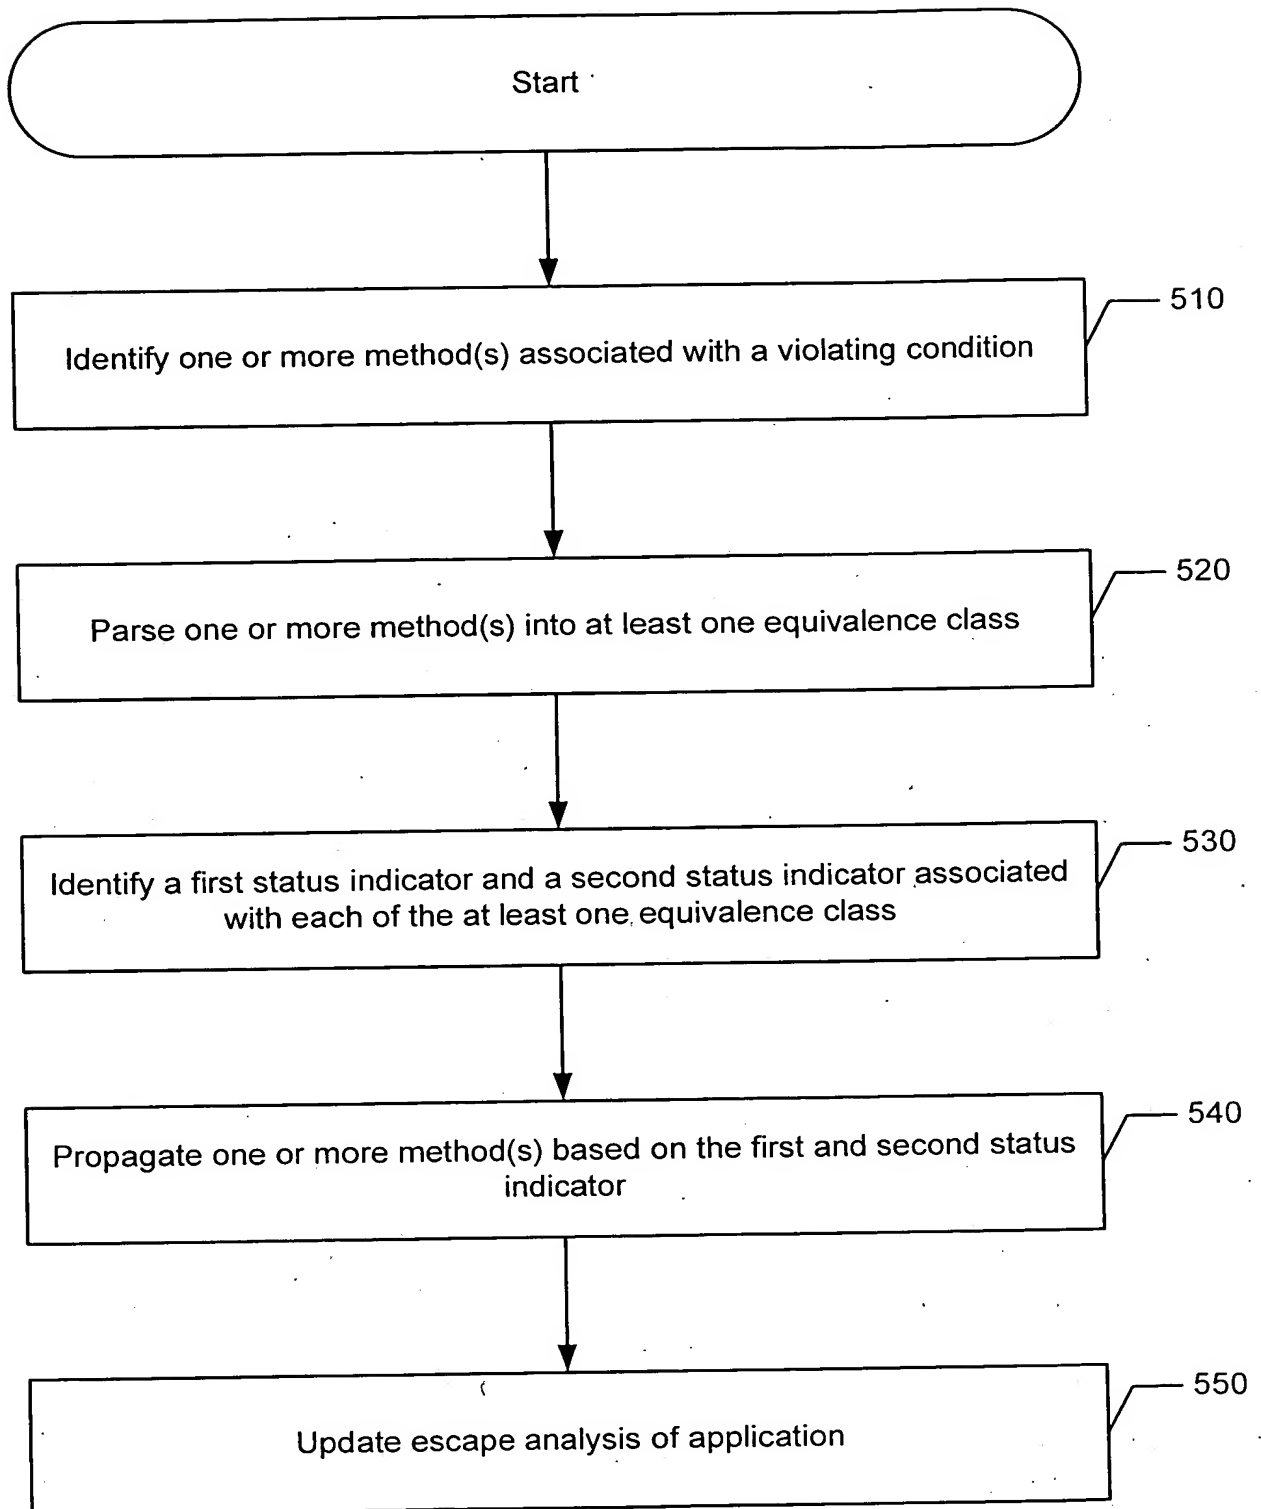 Start
510
Identify one or more method(s) associated with a violating condition
520
Parse one or more method(s) into at least one equivalence class
530
Identify a first status indicator and a second status indicator associated
with each of the at least one equivalence class
540
Propagate one or more method(s) based on the first and second status
indicator
550
Update escape analysis of application